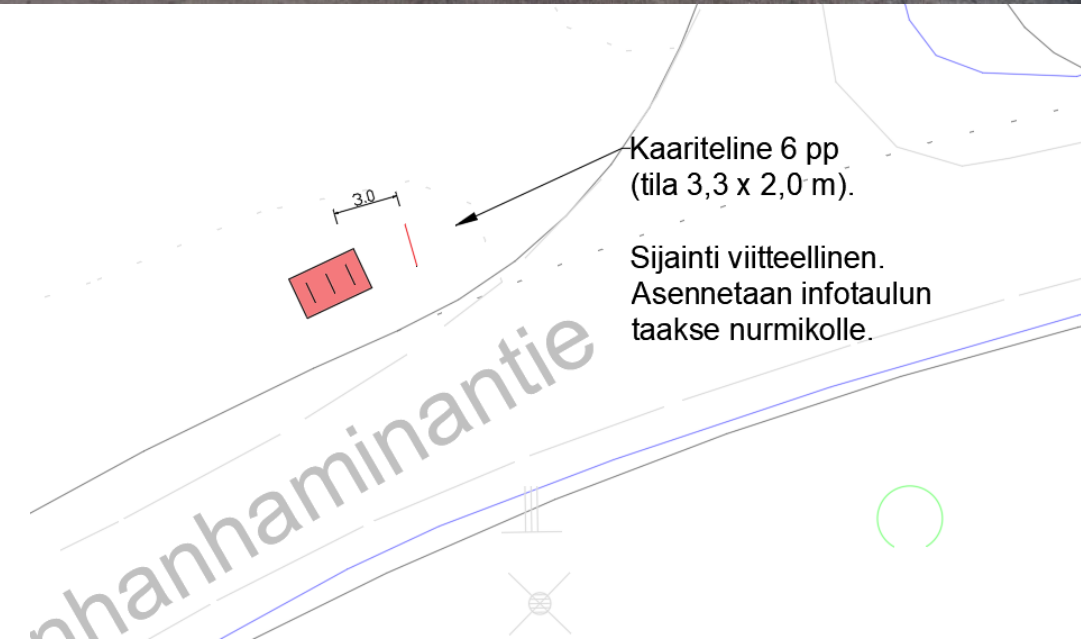 Kaariteline 6 pp
(tila 3,3 x 2,0 m).
3.0
Sijainti viitteellinen.
Asennetaan infotaulun
taakse nurmikolle.
nhanhaminantie